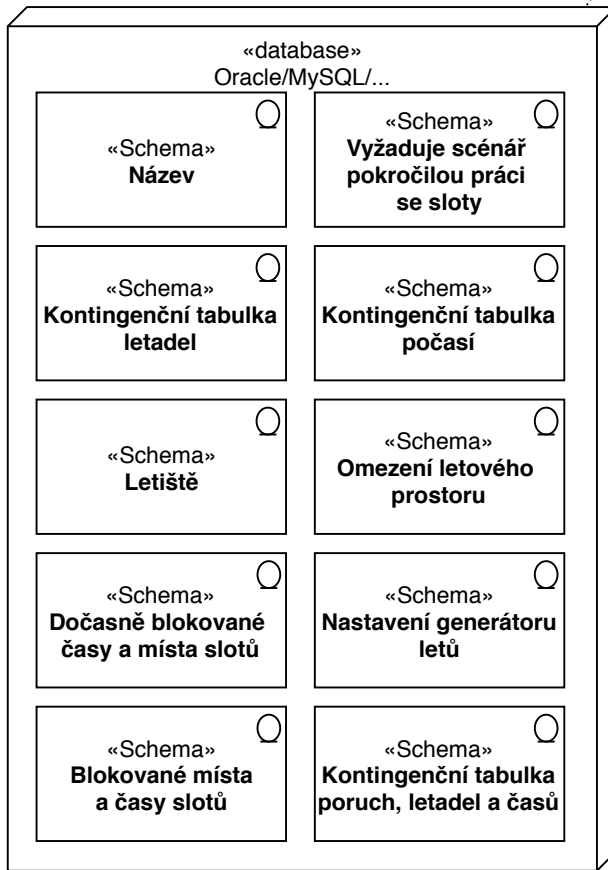 «database»
Oracle/MySQL/...
«Schema»
Název
«Schema»
Vyžaduje scénář
pokročilou práci
se sloty
«Schema»
Kontingenční tabulka
letadel
«Schema»
Kontingenční tabulka
počasí
«Schema»
Letiště
«Schema»
Omezení letového
prostoru
«Schema»
Dočasně blokované
časy a místa slotů
«Schema»
Nastavení generátoru
letů
«Schema»
Blokované místa
a časy slotů
«Schema»
Kontingenční tabulka
poruch, letadel a časů